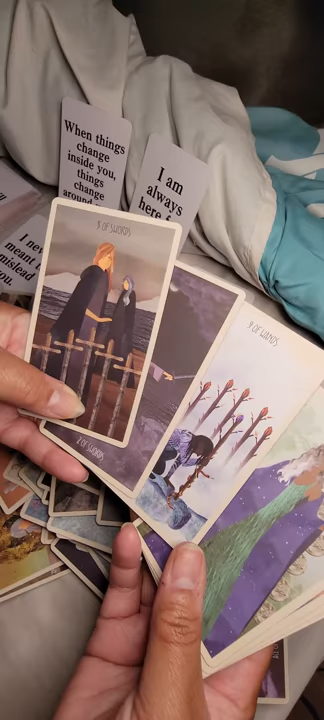 When things
change
inside you,
things
change
around
I am
always
here
I ne
meant
mislead
you.
OF SWORDS
2 OF SWORDS
9 OF WANDS